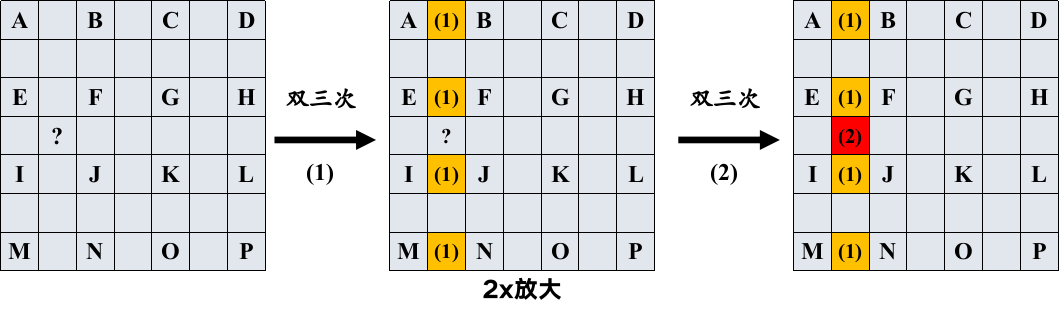 A B C D
E F G H
?
I J K L
M N O P
双三次
(1)
A (1) B C D
E (1) F G H
?
I (1) J K L
M (1) N O P
2x放大
双三次
(2)
A (1) B C D
E (1) F G H
(2)
I (1) J K L
M (1) N O P